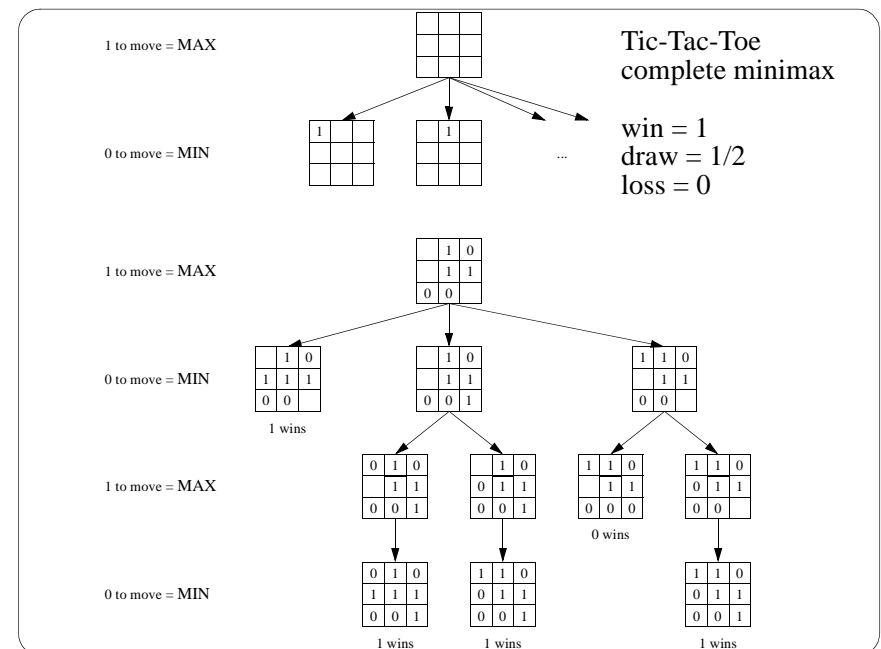 1 to move = MAX
Tic-Tac-Toe
complete minimax
1
1
0 to move = MIN
...
win = 1
draw = 1/2
loss = 0
1 to move = MAX
1 0
1 1
0 0
0 to move = MIN
1 0
1 1 1
0 0
1 wins
1 0
1 1
0 0 1
1 1 0
1 1
0 0
1 to move = MAX
0 1 0
1 1
0 0 1
1 0
0 1 1
0 0 1
1 1 0
1 1
0 0 0
0 wins
1 1 0
0 1 1
0 0
0 to move = MIN
0 1 0
1 1 1
0 0 1
1 wins
1 1 0
0 1 1
0 0 1
1 wins
1 1 0
0 1 1
0 0 1
1 wins